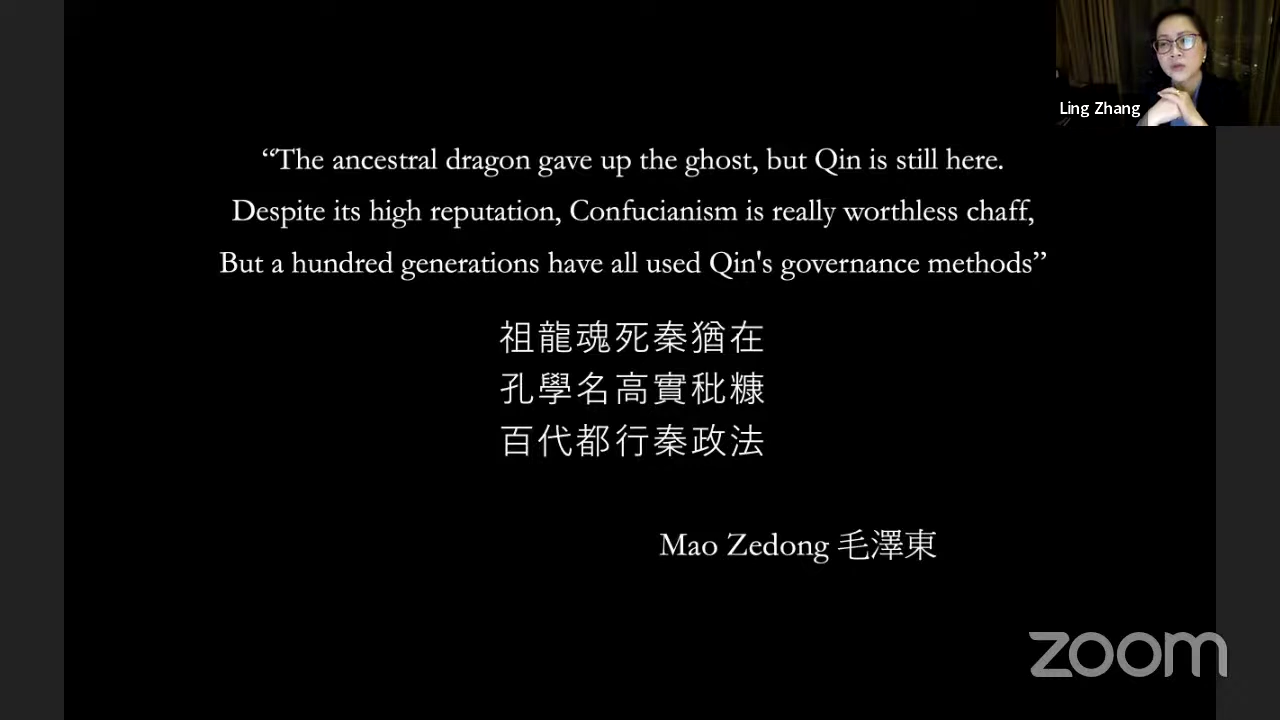 Ling Zhang
“The ancestral dragon gave up the ghost, but Qin is still here.
Despite its high reputation, Confucianism is really worthless chaff,
But a hundred generations have all used Qin's governance methods”
祖龍魂死秦猶在
孔學名高實秕糠
百代都行秦政法
Mao Zedong 毛澤東
zoom